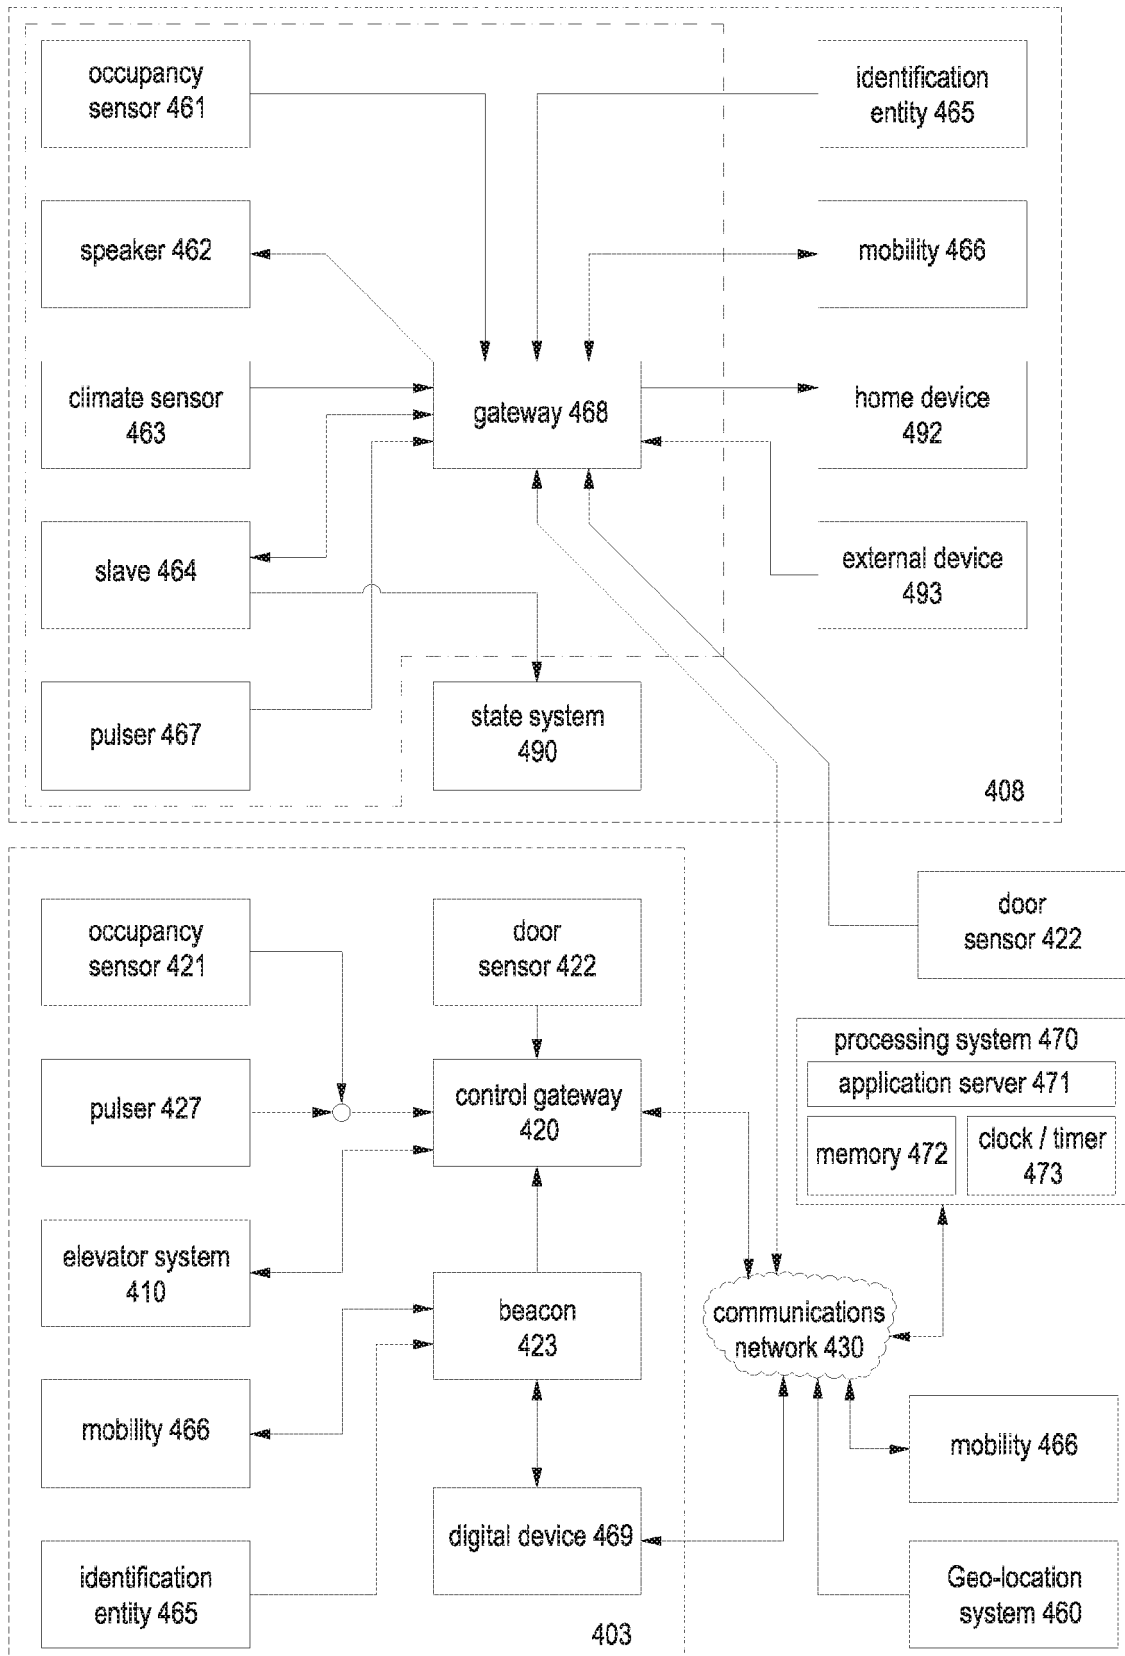 occupancy
sensor 461
identification
entity 465
speaker 462
mobility 466
climate sensor
463
gateway 468
home device
492
slave 464
external device
493
pulser 467
state system
490
408
occupancy
sensor 421
door
sensor 422
door
sensor 422
processing system 470
application server 471
memory 472
clock / timer
473
pulser 427
control gateway
420
elevator system
410
beacon
423
communications
network 430
mobility 466
mobility 466
digital device 469
identification
entity 465
Geo-location
system 460
403